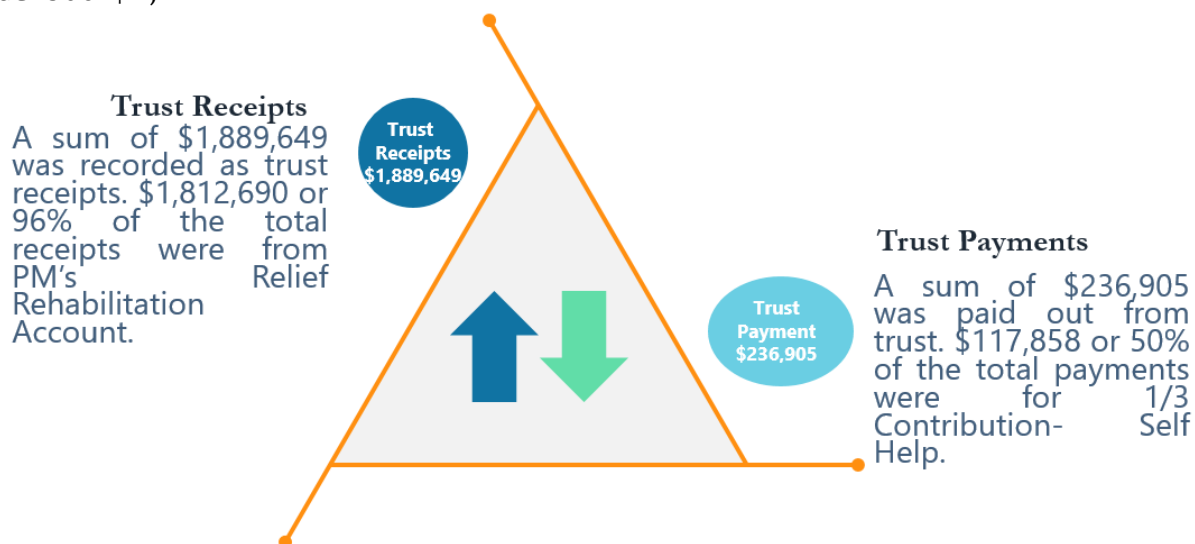 Trust Receipts
A sum of $1,889,649
was recorded as trust
receipts. $1,812,690 or
96% of the total
receipts were from
PM's Relief
Rehabilitation
Account.
Trust
Receipts
$1,889,649
Trust
Payment
$236,905
Trust Payments
A sum of $236,905
was paid out from
trust. $117,858 or 50%
of the total payments
were for 1/3
Contribution- Self
Help.